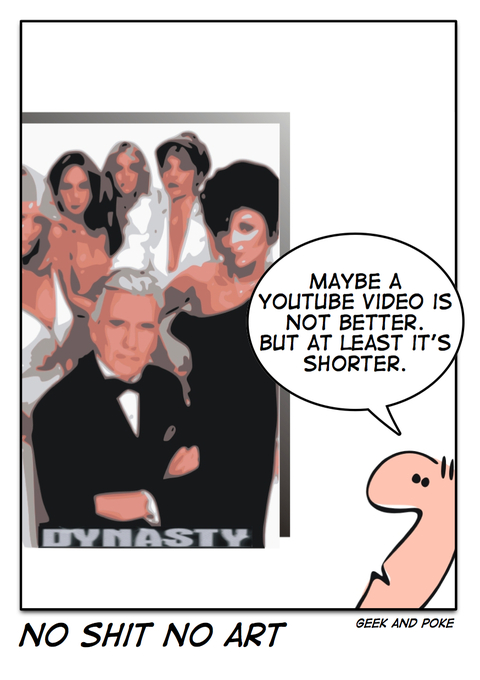 MAYBE A
YOUTUBE VIDEO IS
NOT BETTER.
BUT AT LEAST IT'S
SHORTER.
DYNASTY
GEEK AND POKE
NO SHIT NO ART